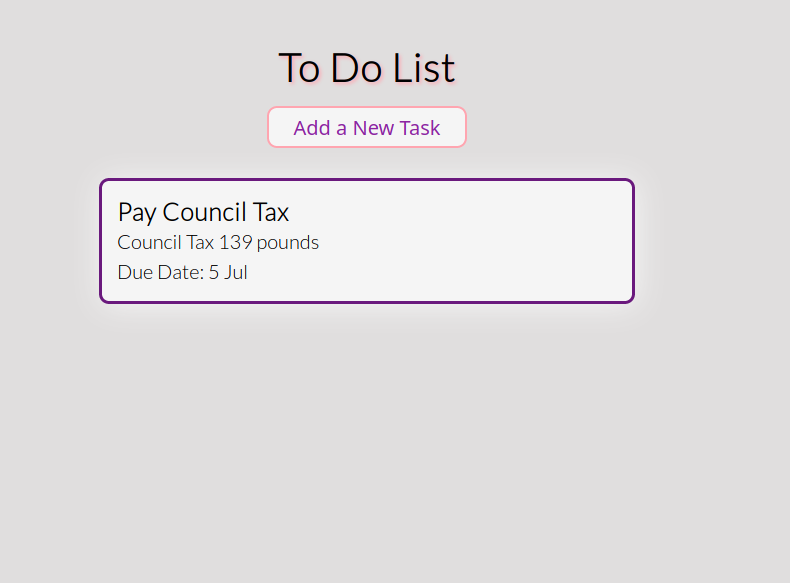 To Do List
Add a New Task
Pay Council Tax
Council Tax 139 pounds
Due Date: 5 Jul